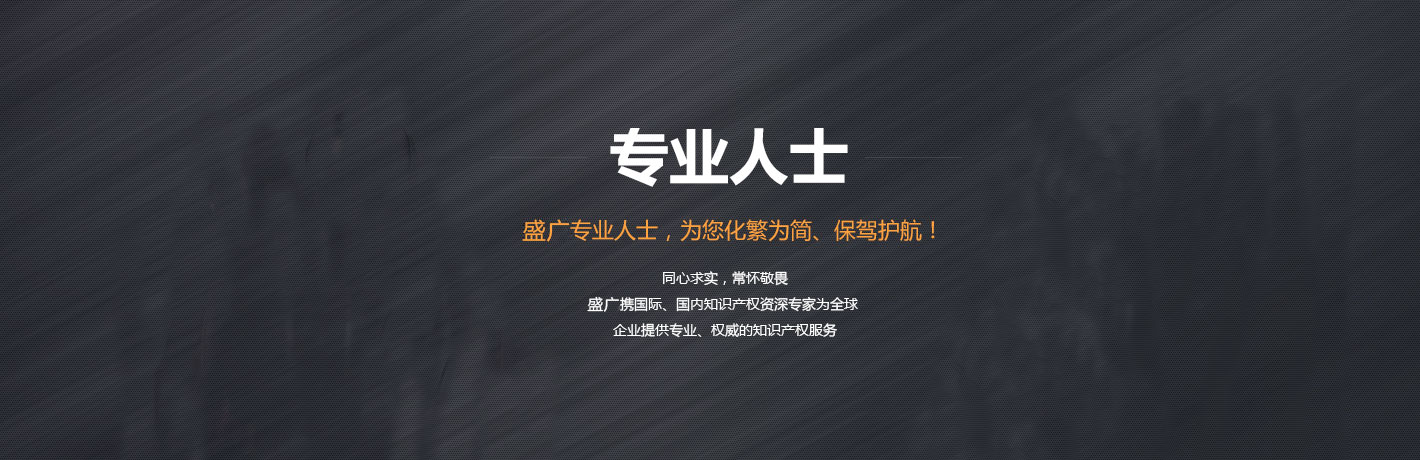 专业人士
盛广专业人士，为您化繁为简、保驾护航！
同心求实，常怀敬畏
盛广携国际、国内知识产权资深专家为全球
企业提供专业、权威的知识产权服务